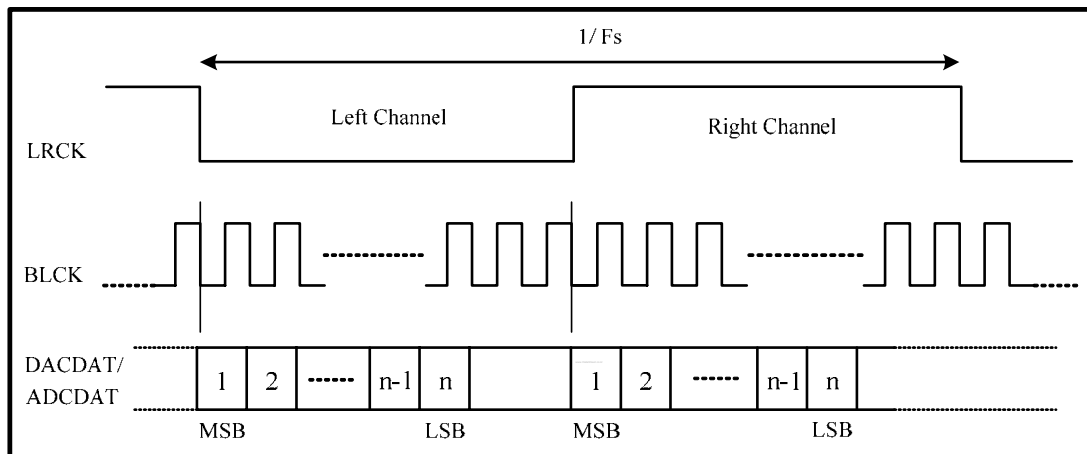 1/ Fs
Left Channel
Right Channel
LRCK
BLCK
DACDAT/
ADCDAT
1 2 n-1 n 1 2 n-1 n
MSB LSB MSB LSB